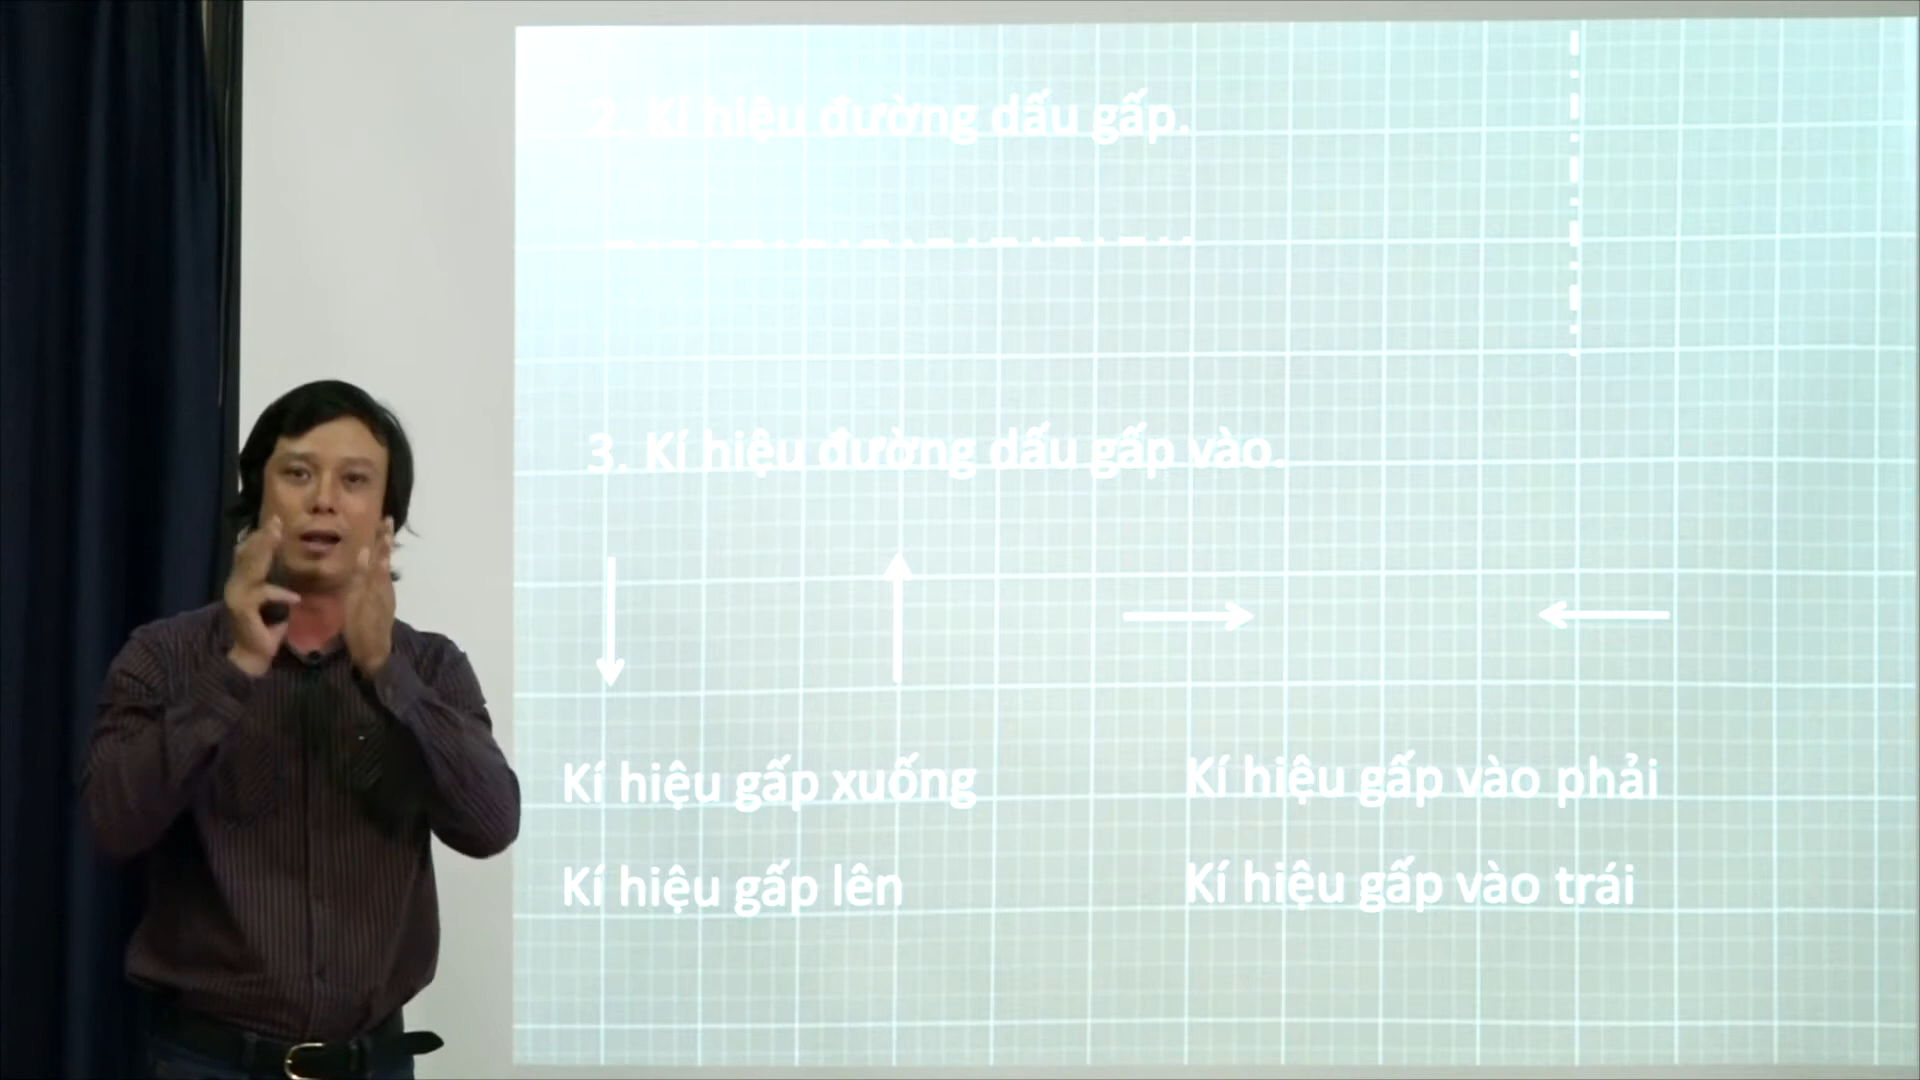 2. Kí hiệu đường dấu gấp.
3. Kí hiệu đường dấu gấp vào.
Kí hiệu gấp xuống
Kí hiệu gấp vào phải
Kí hiệu gấp lên
Kí hiệu gấp vào trái